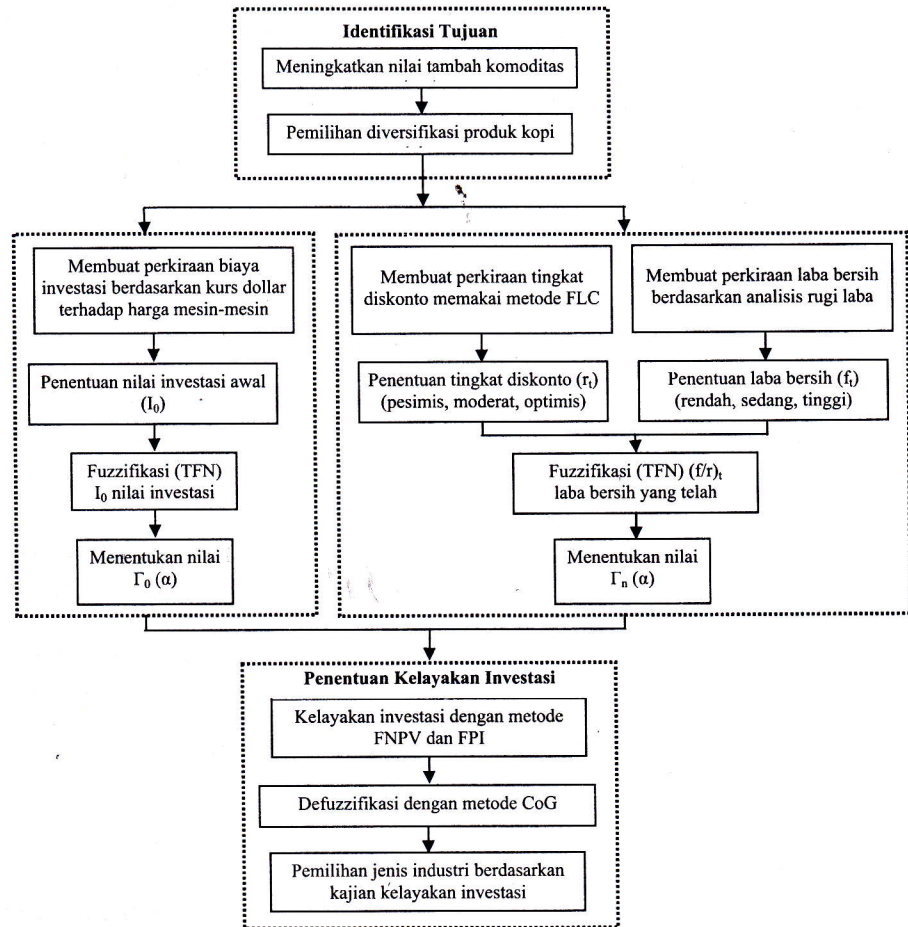 Identifikasi Tujuan
Meningkatkan nilai tambah komoditas
Pemilihan diversifikasi produk kopi
Membuat perkiraan biaya
investasi berdasarkan kurs dollar
terhadap harga mesin-mesin
Penentuan nilai investasi awal
(I₀)
Fuzzifikasi (TFN)
I₀ nilai investasi
Menentukan nilai
Γ₀ (α)
Membuat perkiraan tingkat
diskonto memakai metode FLC
Membuat perkiraan laba bersih
berdasarkan analisis rugi laba
Penentuan tingkat diskonto (rₜ)
(pesimis, moderat, optimis)
Penentuan laba bersih (fₜ)
(rendah, sedang, tinggi)
Fuzzifikasi (TFN) (f/r)ₜ
laba bersih yang telah
Menentukan nilai
Γₙ (α)
Penentuan Kelayakan Investasi
Kelayakan investasi dengan metode
FNPV dan FPI
Defuzzifikasi dengan metode CoG
Pemilihan jenis industri berdasarkan
kajian kelayakan investasi